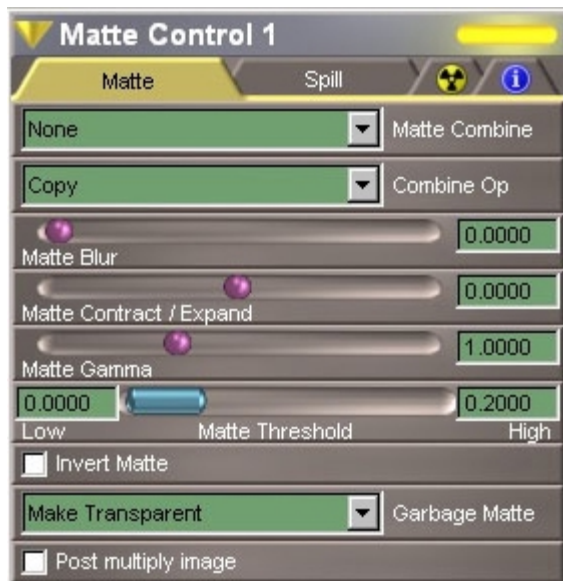 Matte Control 1
Matte Spill
None Matte Combine
Copy Combine Op
0.0000
Matte Blur
0.0000
Matte Contract / Expand
1.0000
Matte Gamma
0.0000 0.2000
Low Matte Threshold High
Invert Matte
Make Transparent Garbage Matte
Post multiply image